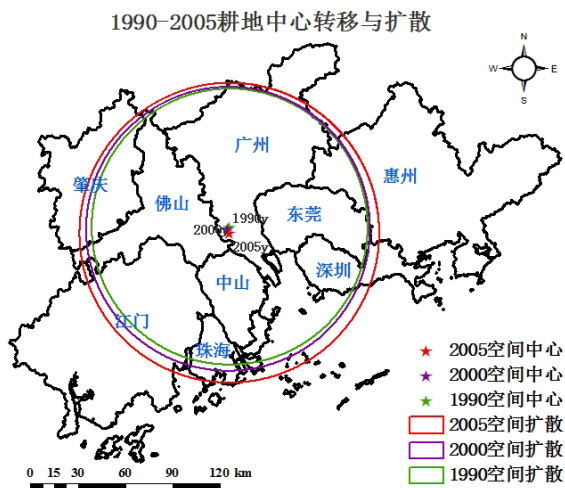 1990-2005耕地中心转移与扩散
N
W E
S
广州
惠州
肇庆
佛山
东莞
1990y
2000y
2005y
深圳
中山
江门
珠海
2005空间中心
2000空间中心
1990空间中心
2005空间扩散
2000空间扩散
1990空间扩散
0 15 30 60 90 120 km